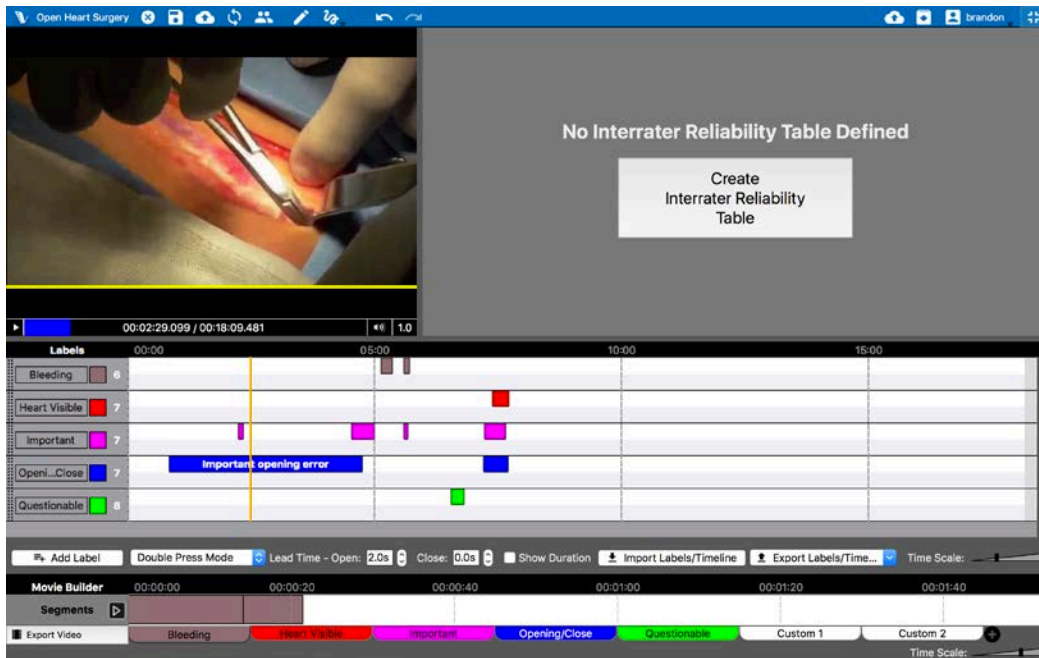 Open Heart Surgery
brandon
No Interrater Reliability Table Defined
Create
Interrater Reliability
Table
00:02:29.099 / 00:18:09.481
1.0
Labels 00:00 05:00 10:00 15:00
Bleeding 6
Heart Visible 7
Important 7
Important opening error
Openi...Close 7
Questionable 8
Add Label Double Press Mode Lead Time - Open: 2.0s Close: 0.0s Show Duration Import Labels/Timeline Export Labels/Time... Time Scale:
Movie Builder 00:00:00 00:00:20 00:00:40 00:01:00 00:01:20 00:01:40
Segments
Export Video Bleeding Heart Visible Important Opening/Close Questionable Custom 1 Custom 2
Time Scale: